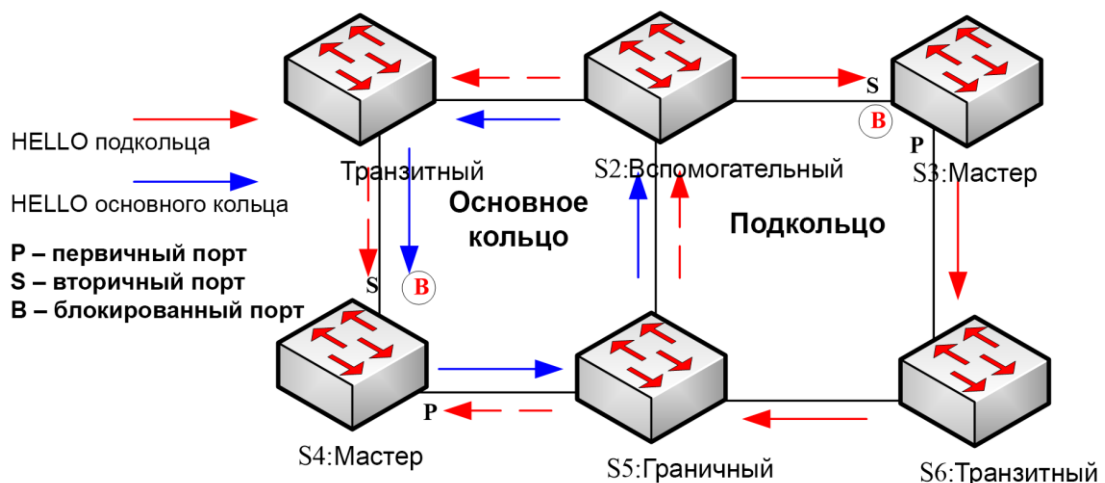 HELLO подкольца
HELLO основного кольца
P – первичный порт
S – вторичный порт
B – блокированный порт
Транзитный
S2:Вспомогательный
S
B
P
S3:Мастер
Основное
кольцо
Подкольцо
S
B
P
S4:Мастер
S5:Граничный
S6:Транзитный